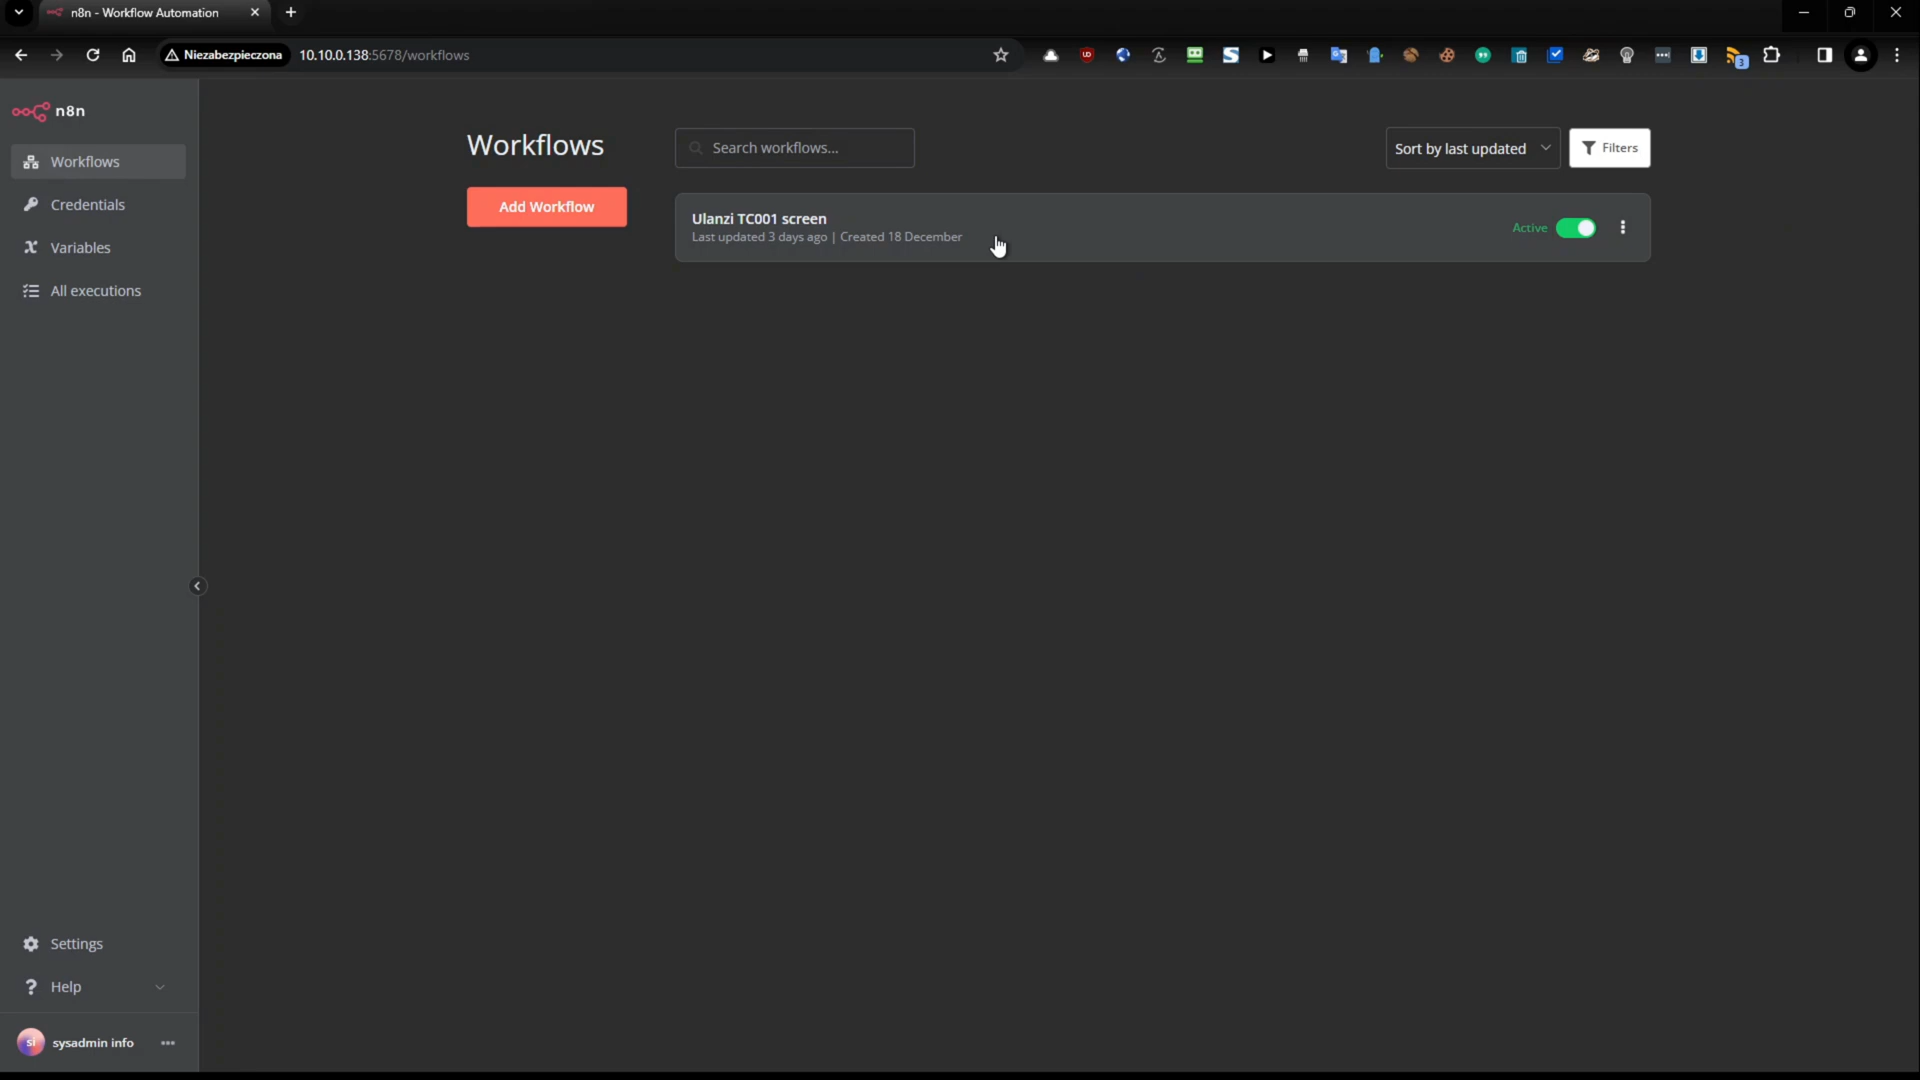 n8n - Workflow Automation
Niezabezpieczona
10.10.0.138:5678/workflows
3
n8n
Workflows
Credentials
Variables
All executions
Workflows
Add Workflow
Search workflows...
Sort by last updated
Filters
Ulanzi TC001 screen
Last updated 3 days ago | Created 18 December
Active
Settings
? Help
si sysadmin info